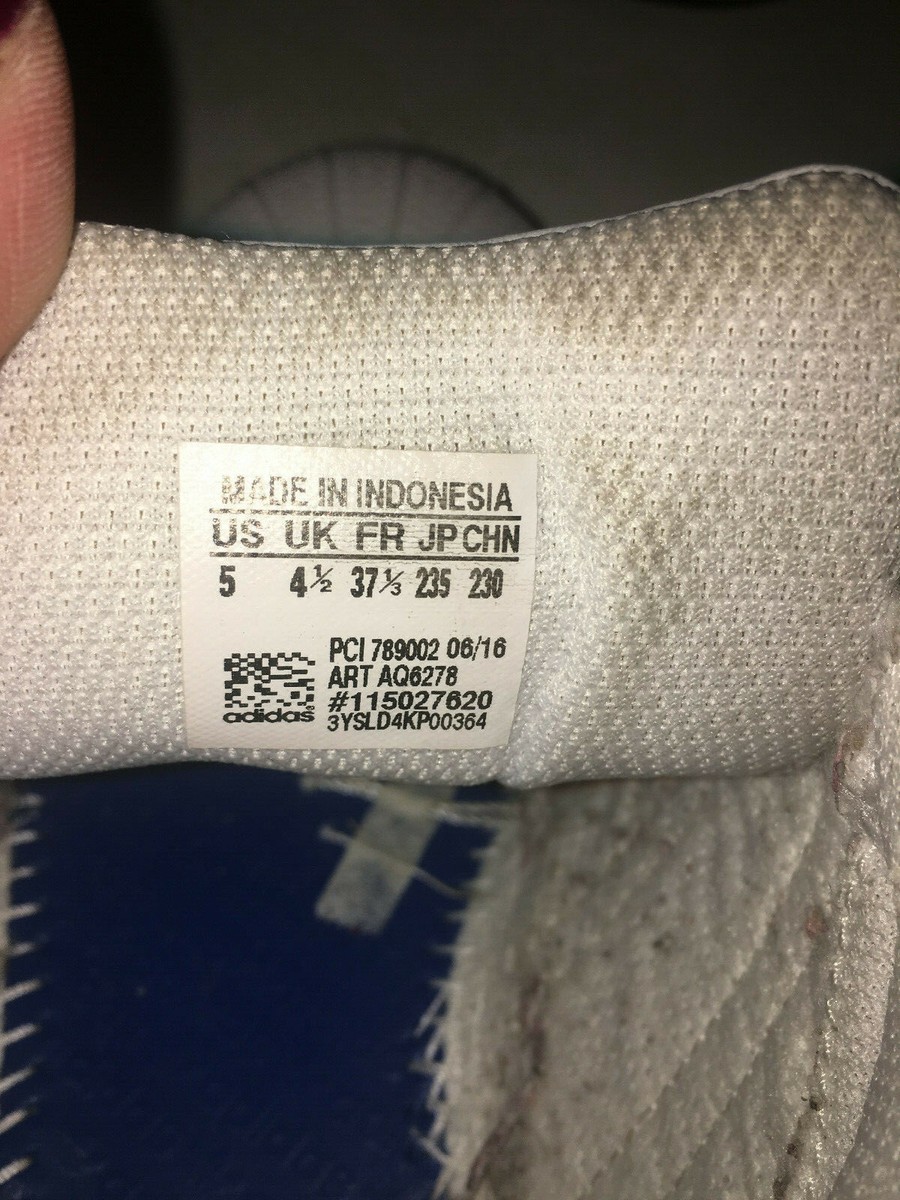 MADE IN INDONESIA
US UK FR JP CHN
5 4½ 37⅓ 235 230
PCI 789002 06/16
ART AQ6278
#115027620
adidas®
3YSLD4KP00364